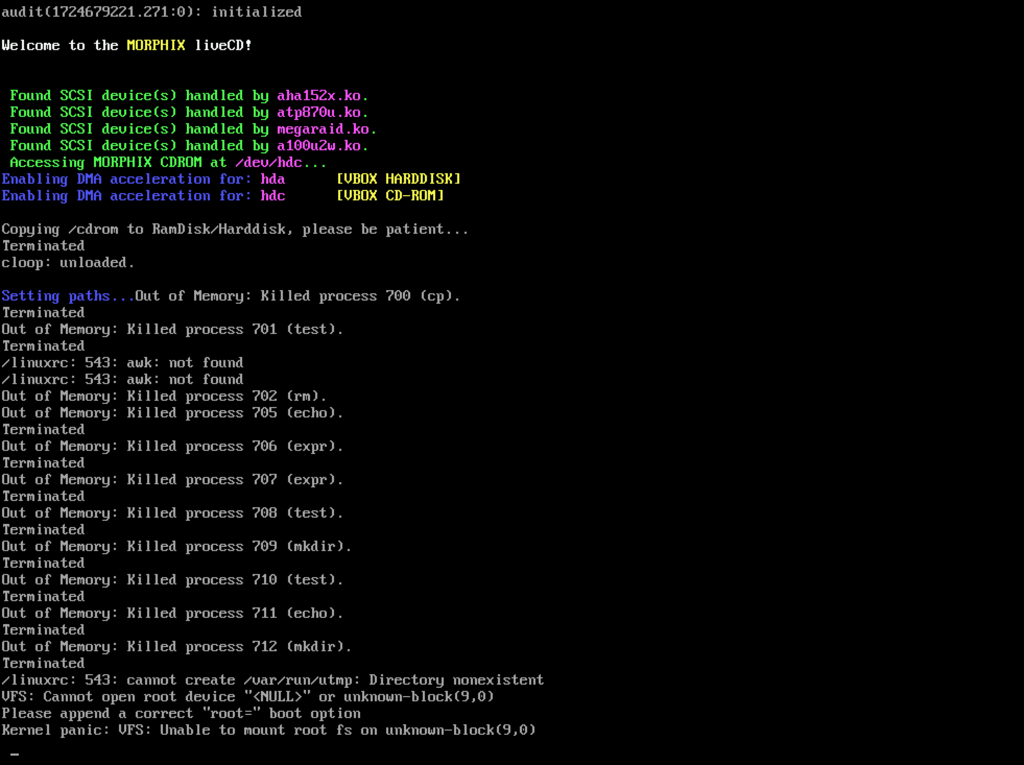 audit(1724679221.271:0): initialized
Welcome to the MORPHIX liveCD!
Found SCSI device(s) handled by aha152x.ko.
Found SCSI device(s) handled by atp870u.ko.
Found SCSI device(s) handled by megaraid.ko.
Found SCSI device(s) handled by a100u2w.ko.
Accessing MORPHIX CDROM at /dev/hdc...
Enabling DMA acceleration for: hda [VBOX HARDDISK]
Enabling DMA acceleration for: hdc [VBOX CD-ROM]
Copying /cdrom to RamDisk/Harddisk, please be patient...
Terminated
cloop: unloaded.
Setting paths...Out of Memory: Killed process 700 (cp).
Terminated
Out of Memory: Killed process 701 (test).
Terminated
/linuxrc: 543: awk: not found
/linuxrc: 543: awk: not found
Out of Memory: Killed process 702 (rm).
Out of Memory: Killed process 705 (echo).
Terminated
Out of Memory: Killed process 706 (expr).
Terminated
Out of Memory: Killed process 707 (expr).
Terminated
Out of Memory: Killed process 708 (test).
Terminated
Out of Memory: Killed process 709 (mkdir).
Terminated
Out of Memory: Killed process 710 (test).
Terminated
Out of Memory: Killed process 711 (echo).
Terminated
Out of Memory: Killed process 712 (mkdir).
Terminated
/linuxrc: 543: cannot create /var/run/utmp: Directory nonexistent
VFS: Cannot open root device "<NULL>" or unknown-block(9,0)
Please append a correct "root=" boot option
Kernel panic: VFS: Unable to mount root fs on unknown-block(9,0)
_